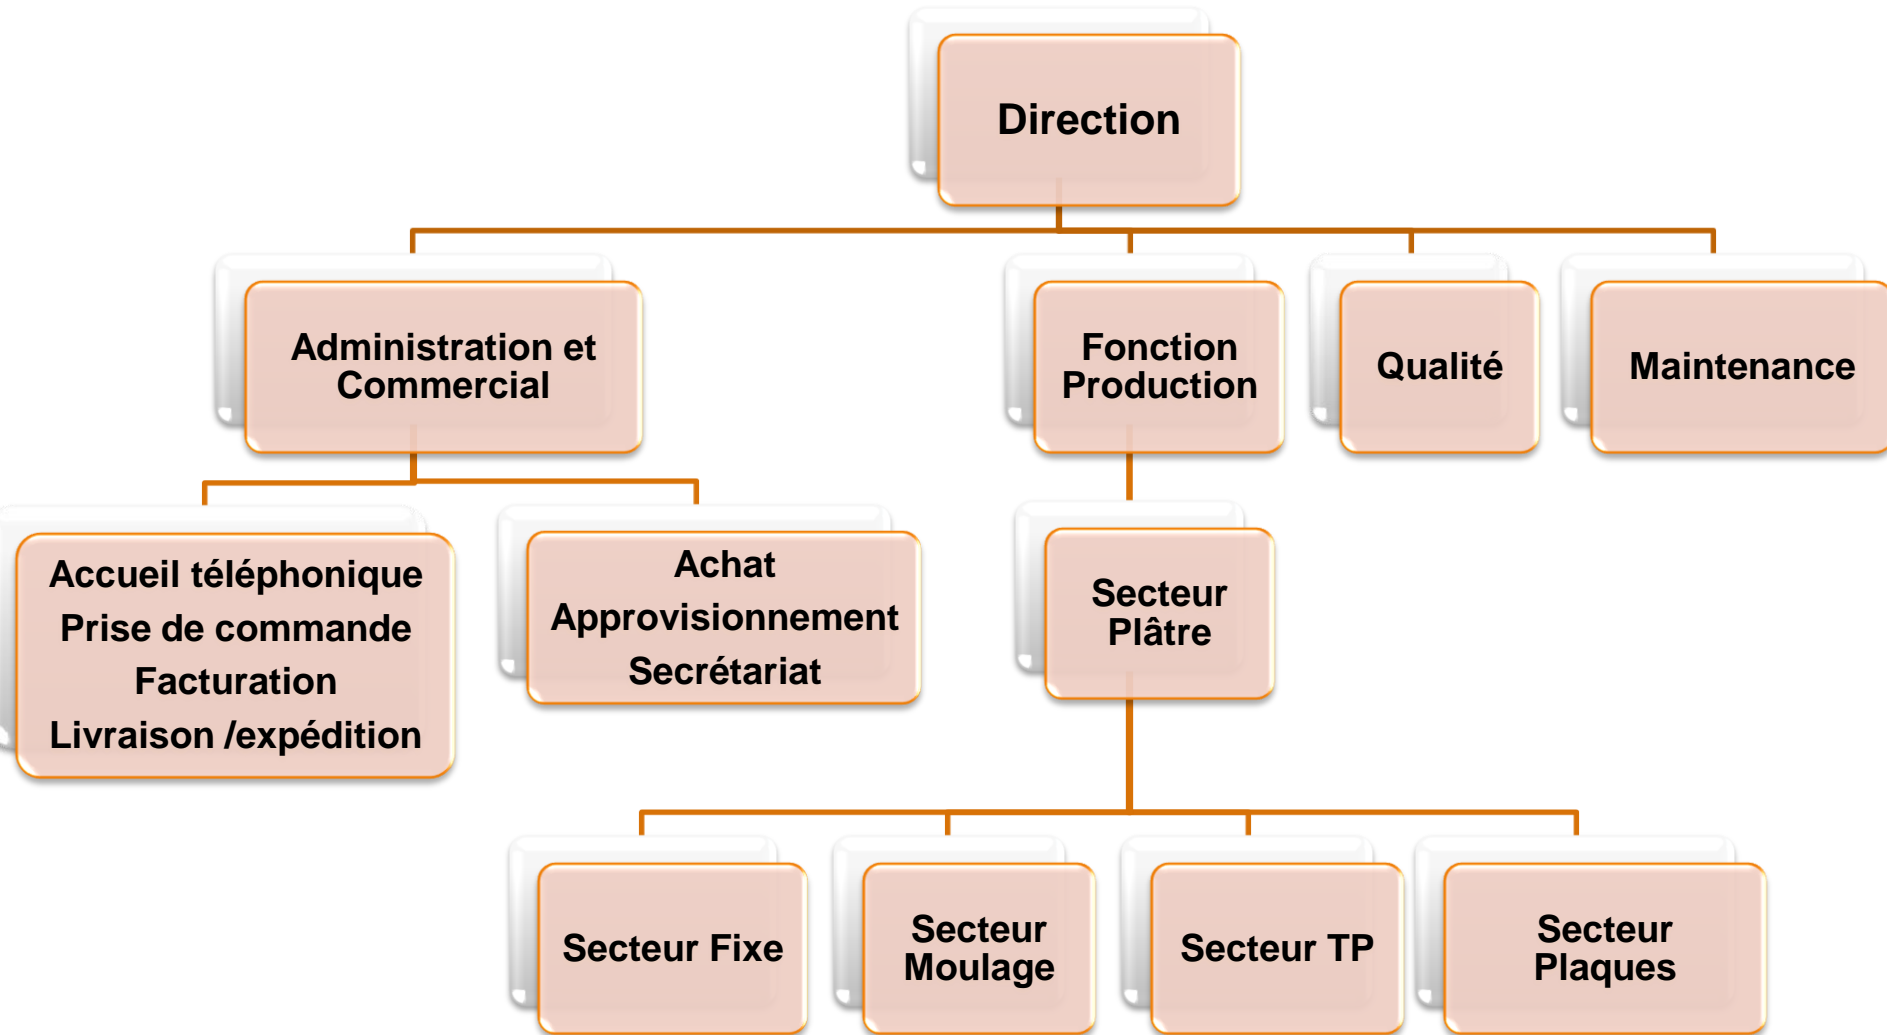 Direction
Administration et
Commercial
Fonction
Production
Qualité
Maintenance
Accueil téléphonique
Prise de commande
Facturation
Livraison /expédition
Achat
Approvisionnement
Secrétariat
Secteur
Plâtre
Secteur Fixe
Secteur
Moulage
Secteur TP
Secteur
Plaques